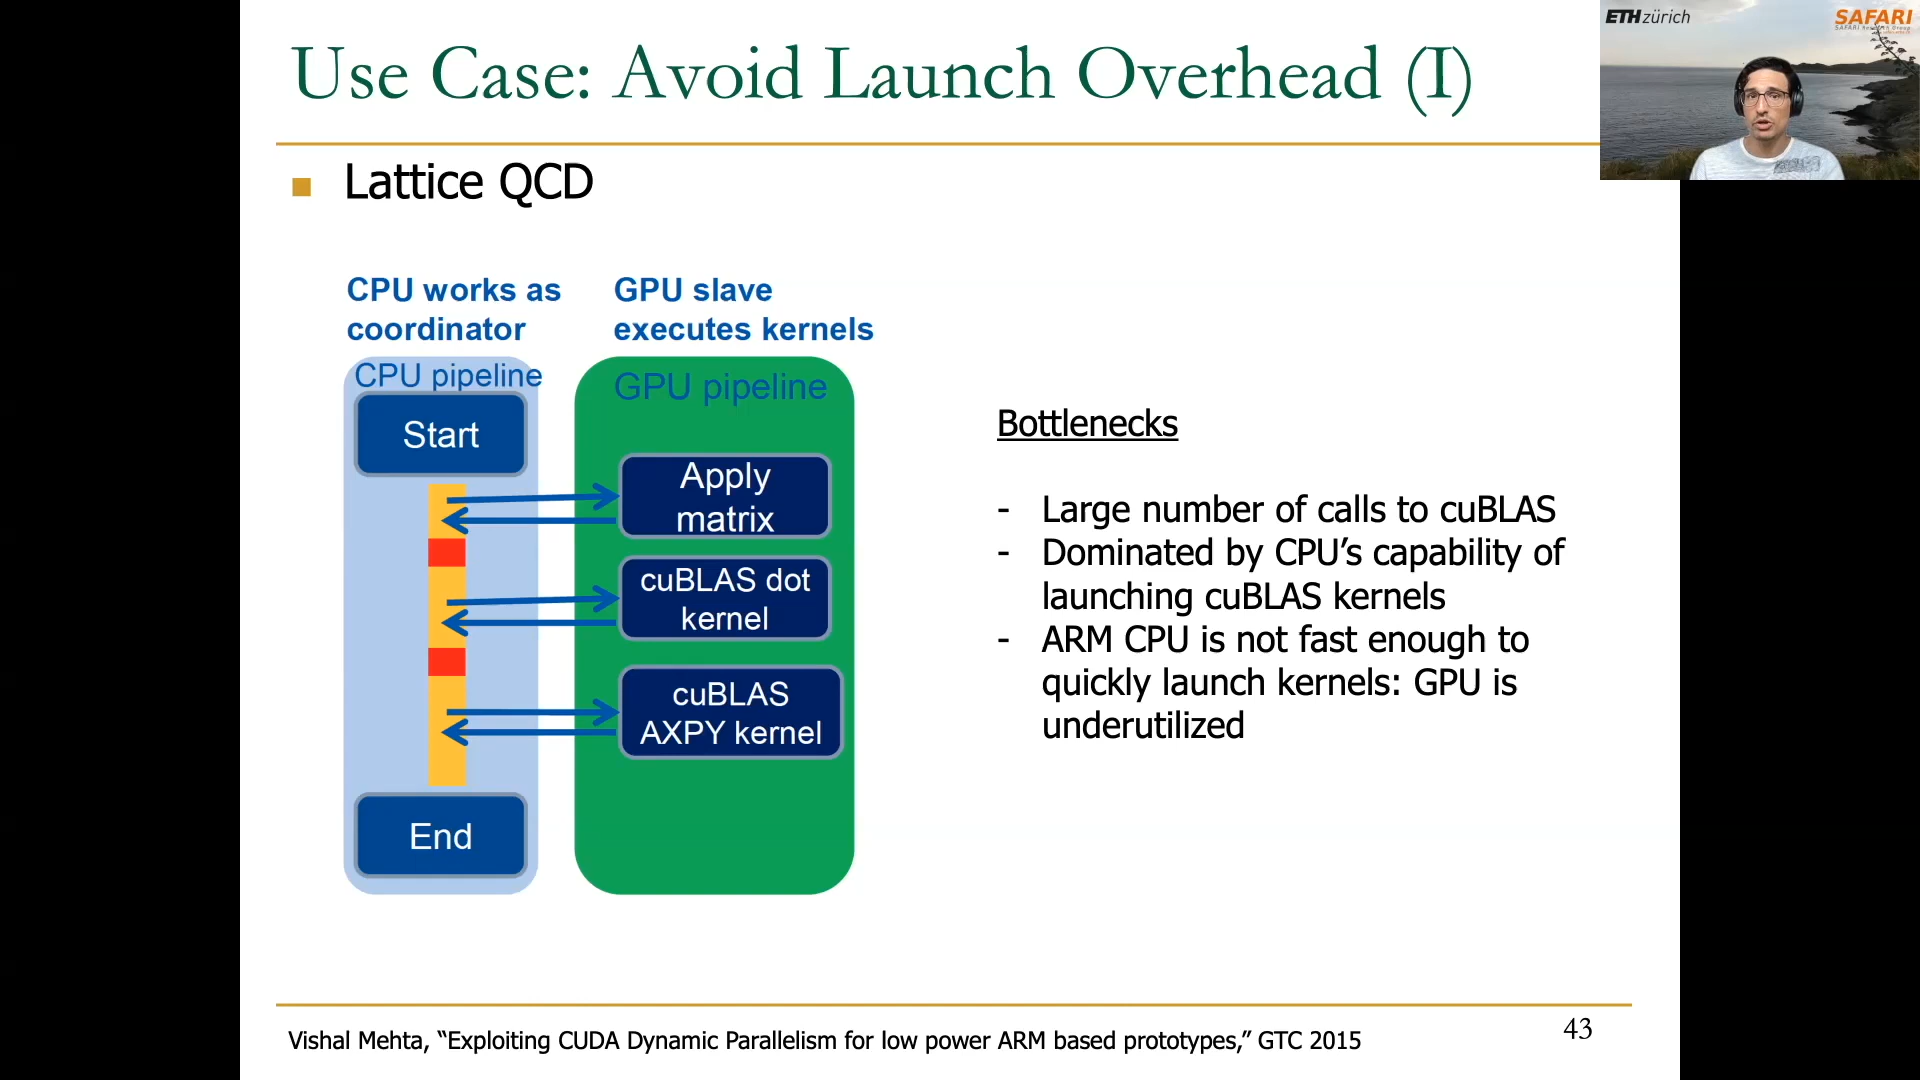 Use Case: Avoid Launch Overhead (I)
ETH zürich
SAFARI
Lattice QCD
CPU works as
coordinator
GPU slave
executes kernels
CPU pipeline
GPU pipeline
Start
Apply
matrix
cuBLAS dot
kernel
cuBLAS
AXPY kernel
End
Bottlenecks
- Large number of calls to cuBLAS
- Dominated by CPU’s capability of
launching cuBLAS kernels
- ARM CPU is not fast enough to
quickly launch kernels: GPU is
underutilized
Vishal Mehta, “Exploiting CUDA Dynamic Parallelism for low power ARM based prototypes,” GTC 2015
43